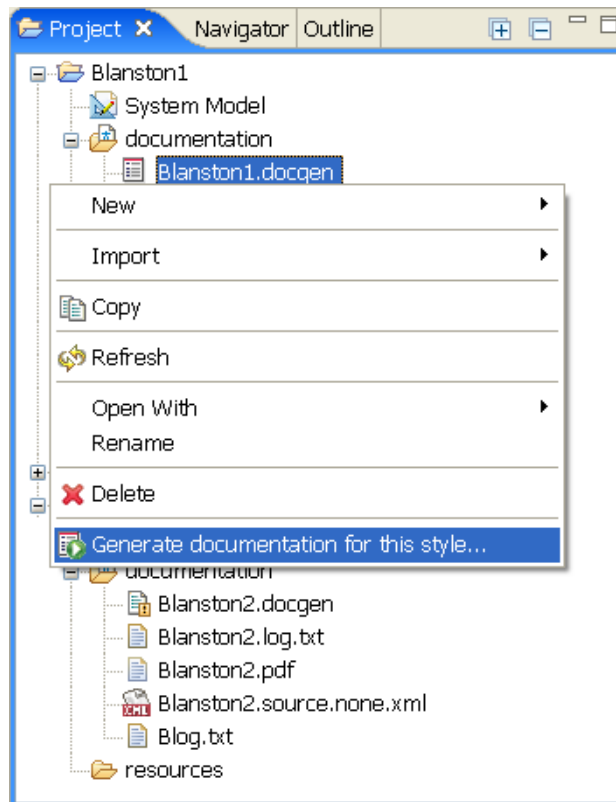 Project Navigator Outline
Blanston1
System Model
documentation
Blanston1.docgen
New
Import
Copy
Refresh
Open With
Rename
Delete
Generate documentation for this style...
documentation
Blanston2.docgen
Blanston2.log.txt
Blanston2.pdf
Blanston2.source.none.xml
Blog.txt
resources